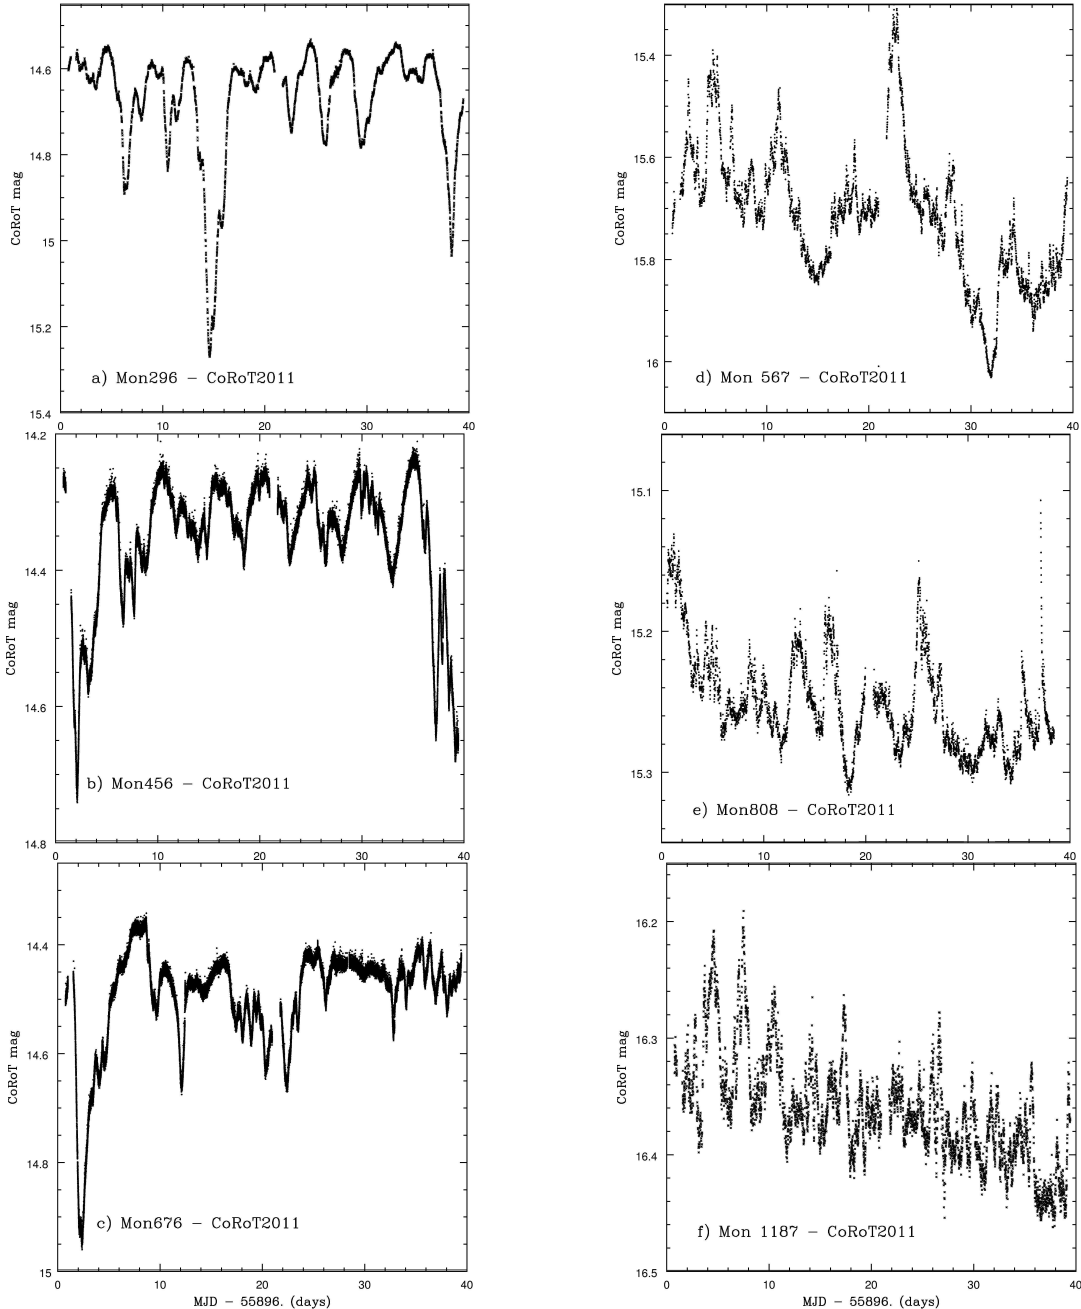 14.6
14.8
15
15.2
15.4
CoRoT mag
a) Mon296 – CoRoT2011
0 10 20 30 40
15.4
15.6
15.8
16
CoRoT mag
d) Mon 567 – CoRoT2011
0 10 20 30 40
14.2
14.4
14.6
14.8
CoRoT mag
b) Mon456 – CoRoT2011
0 10 20 30 40
15.1
15.2
15.3
CoRoT mag
e) Mon808 – CoRoT2011
0 10 20 30 40
14.4
14.6
14.8
15
CoRoT mag
c) Mon676 – CoRoT2011
0 10 20 30 40
MJD – 55896. (days)
16.2
16.3
16.4
16.5
CoRoT mag
f) Mon 1187 – CoRoT2011
0 10 20 30 40
MJD – 55896. (days)